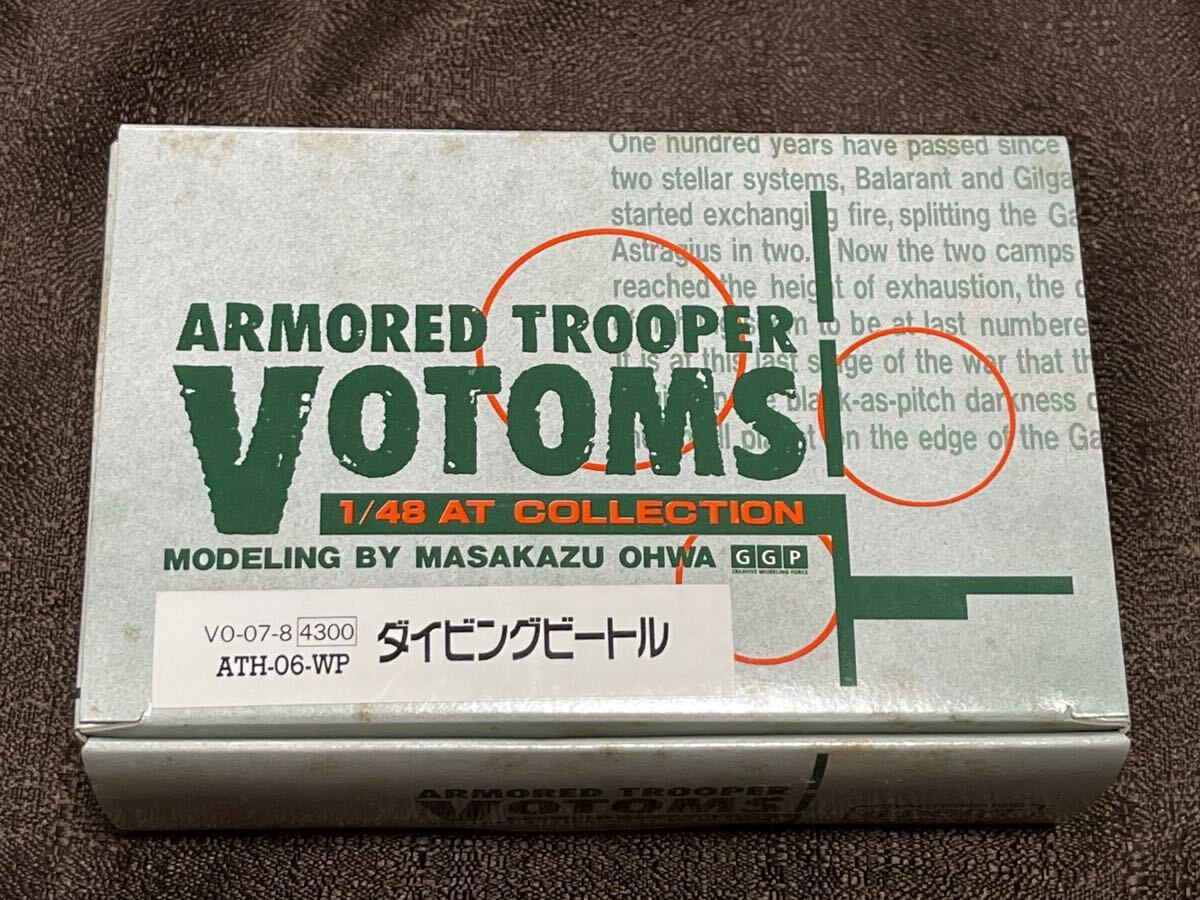 One hundred years have passed since
two stellar systems, Balarant and Gilga
started exchanging fire, splitting the Ga
Astragius in two. Now the two camps
reached the height of exhaustion, the
to be at last numbere
It is at this last stage of the war that th
black-as-pitch darkness
on the edge of the Ga
ARMORED TROOPER
VOTOMS
1/48 AT COLLECTION
MODELING BY MASAKAZU OHWA GGP
CREATIVE MODELING FORCE
VO-07-8 4300
ATH-06-WP
ダイビングビートル
ARMORED TROOPER
VOTOMS